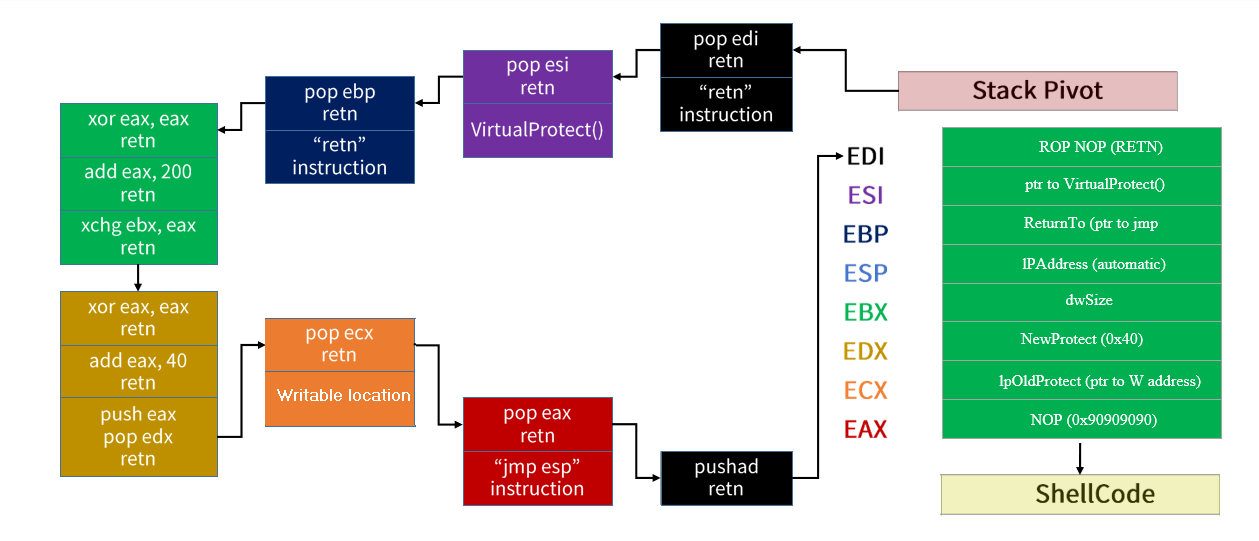 Stack Pivot
pop edi
retn
“retn”
instruction
pop esi
retn
VirtualProtect()
pop ebp
retn
“retn”
instruction
xor eax, eax
retn
add eax, 200
retn
xchg ebx, eax
retn
xor eax, eax
retn
add eax, 40
retn
push eax
pop edx
retn
pop ecx
retn
Writable location
pop eax
retn
“jmp esp”
instruction
pushad
retn
EDI
ESI
EBP
ESP
EBX
EDX
ECX
EAX
ROP NOP (RETN)
ptr to VirtualProtect()
ReturnTo (ptr to jmp
lPAddress (automatic)
dwSize
NewProtect (0x40)
lpOldProtect (ptr to W address)
NOP (0x90909090)
ShellCode